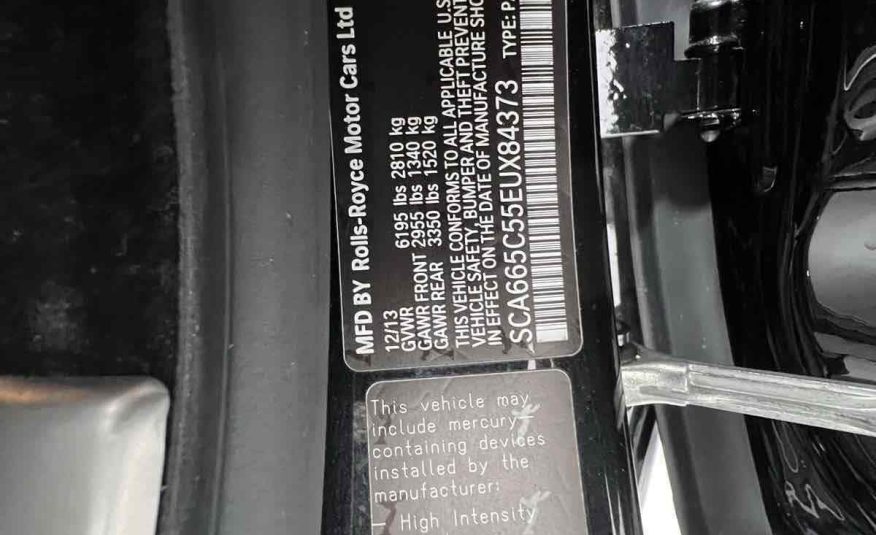 MFD BY Rolls-Royce Motor Cars Ltd
12/13
GVWR 6195 lbs 2810 kg
GAWR FRONT 2955 lbs 1340 kg
GAWR REAR 3350 lbs 1520 kg
THIS VEHICLE CONFORMS TO ALL APPLICABLE U.S
VEHICLE SAFETY, BUMPER AND THEFT PREVENT
IN EFFECT ON THE DATE OF MANUFACTURE SHO
SCA665C55EUX84373 TYPE: P
This vehicle may
include mercury-
containing devices
installed by the
manufacturer:
– High Intensity